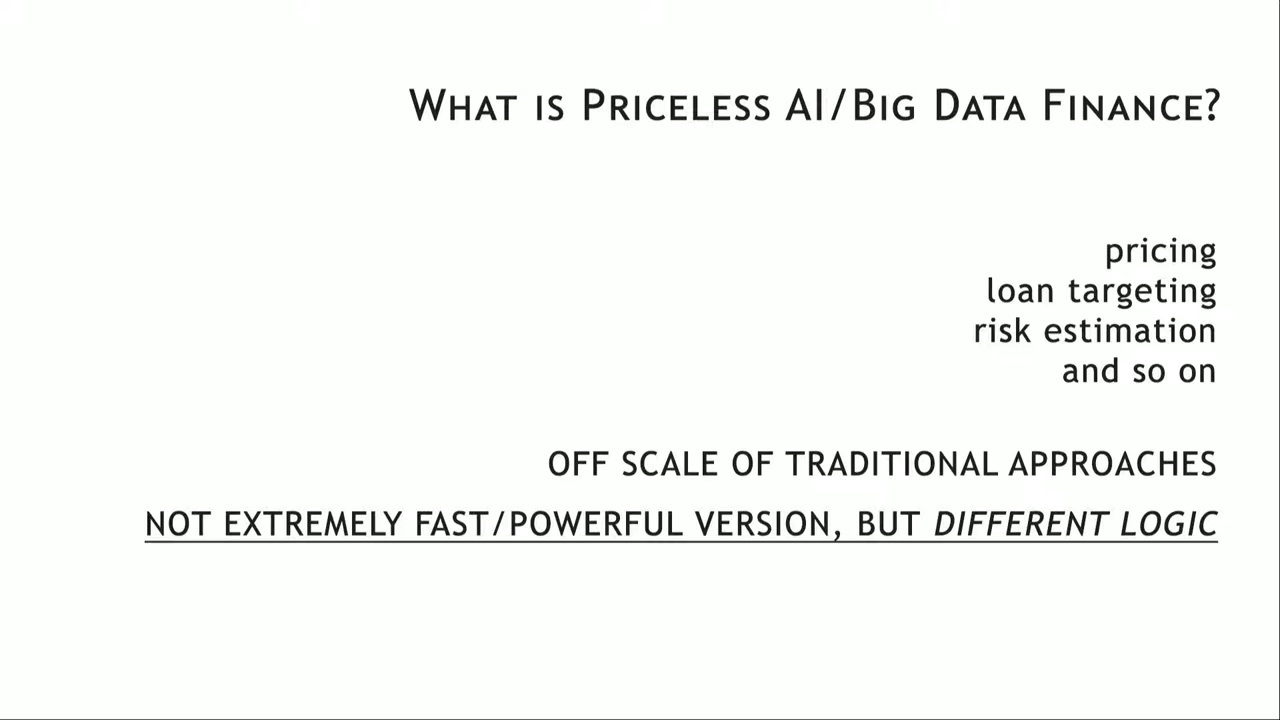 What is Priceless AI/Big Data Finance?
pricing
loan targeting
risk estimation
and so on
OFF SCALE OF TRADITIONAL APPROACHES
NOT EXTREMELY FAST/POWERFUL VERSION, BUT DIFFERENT LOGIC